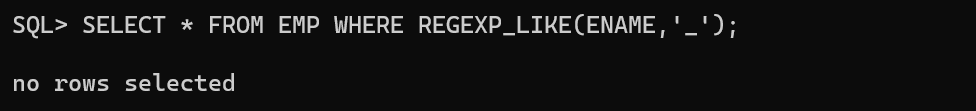 SQL> SELECT * FROM EMP WHERE REGEXP_LIKE(ENAME,'_');
no rows selected